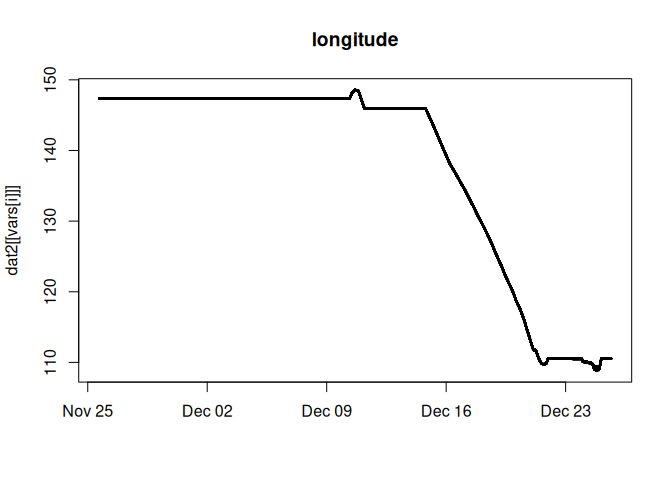 longitude
dat2[[vars[i]]]
150
140
130
120
110
Nov 25
Dec 02
Dec 09
Dec 16
Dec 23